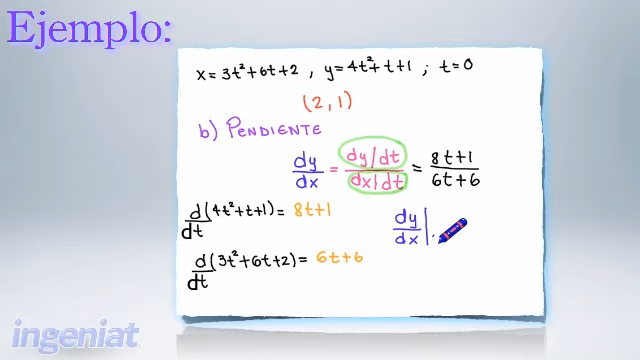 Ejemplo:
x = 3t² + 6t + 2 , y = 4t² + t + 1 ; t = 0
(2, 1)
b) PENDIENTE
dy/dx = (dy/dt)/(dx/dt) = (8t+1)/(6t+6)
d/dt (4t² + t + 1) = 8t + 1
dy/dx |
d/dt (3t² + 6t + 2) = 6t + 6
ingeniat